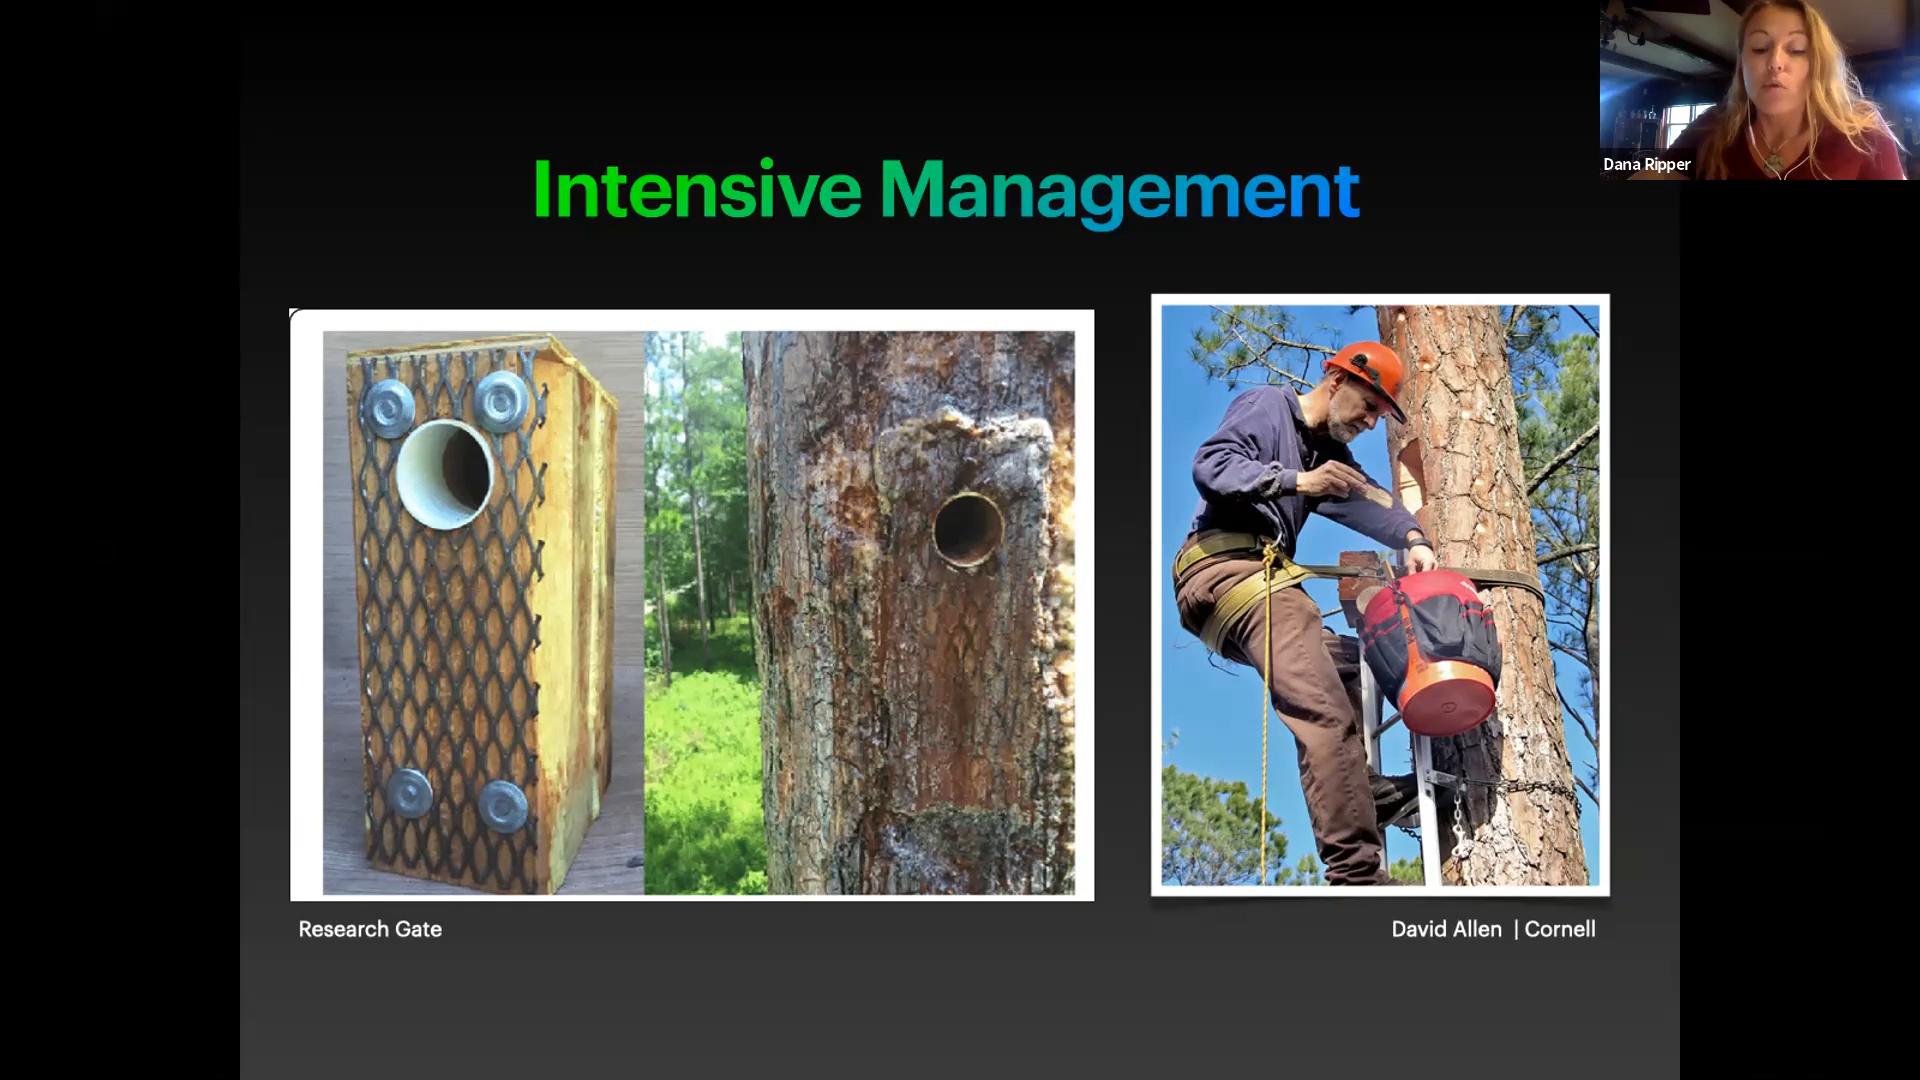 Dana Ripper
Intensive Management
Research Gate
David Allen | Cornell